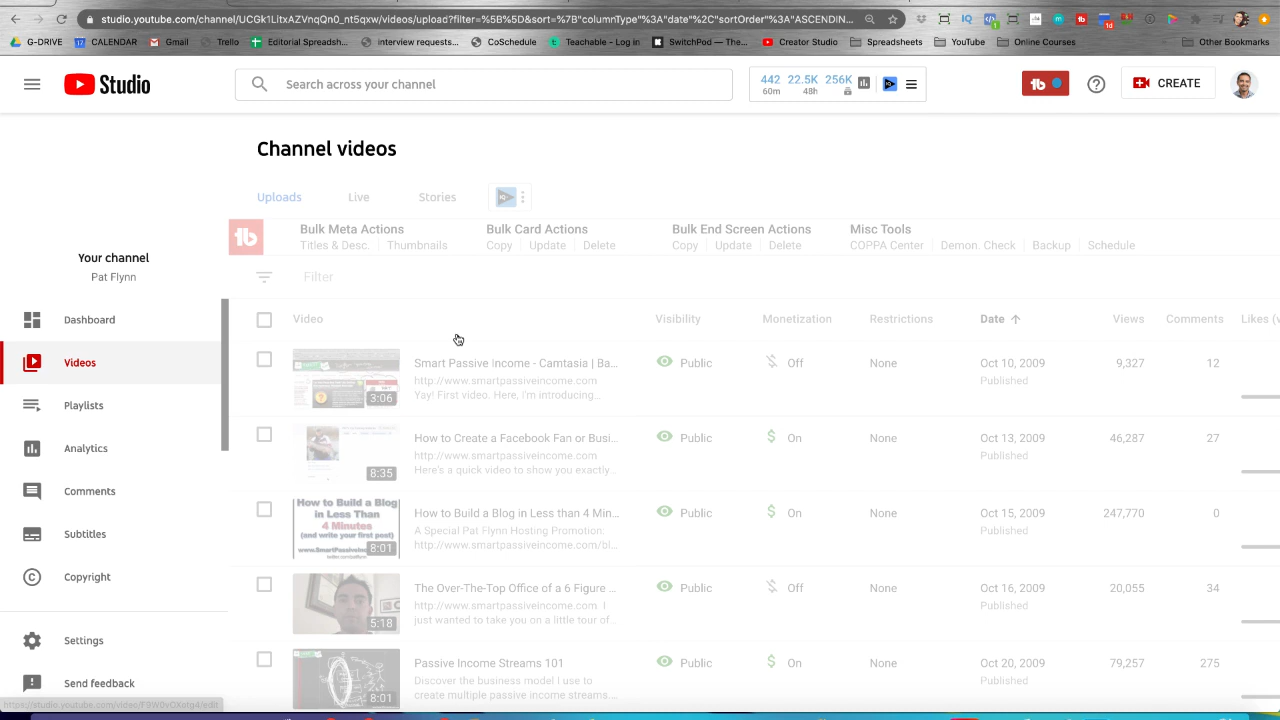 studio.youtube.com/channel/UCGk1LitxAZVnqQn0_nt5qxw/videos/upload?filter=%5B%5D&sort=%7B"columnType"%3A"date"%2C"sortOrder"%3A"ASCENDIN...
G-DRIVE
CALENDAR
Gmail
Trello
Editorial Spreadsh...
interview requests...
CoSchedule
Teachable - Log in
SwitchPod — The...
Creator Studio
Spreadsheets
YouTube
Online Courses
Other Bookmarks
Studio
Search across your channel
442 22.5K 256K
60m 48h
CREATE
Channel videos
Uploads Live Stories
Bulk Meta Actions
Titles & Desc. | Thumbnails
Bulk Card Actions
Copy | Update | Delete
Bulk End Screen Actions
Copy | Update | Delete
Misc Tools
COPPA Center | Demon. Check | Backup | Schedule
Filter
Your channel
Pat Flynn
Dashboard
Videos
Playlists
Analytics
Comments
Subtitles
Copyright
Settings
Send feedback
Video Visibility Monetization Restrictions Date Views Comments Likes (v
3:06
Smart Passive Income - Camtasia | Ba...
http://www.smartpassiveincome.com
Yay! First video. Here, i'm introducing...
Public Off None Oct 10, 2009 9,327 12
Published
8:35
How to Create a Facebook Fan or Busi...
http://www.smartpassiveincome.com
Here's a quick video to show you exactly...
Public On None Oct 13, 2009 46,287 27
Published
How to Build a Blog
in Less Than
4 Minutes
(and write your first post)
8:01
How to Build a Blog in Less than 4 Min...
A Special Pat Flynn Hosting Promotion.
http://www.smartpassiveincome.com/bl...
Public On None Oct 15, 2009 247,770 0
Published
5:18
The Over-The-Top Office of a 6 Figure ...
http://www.smartpassiveincome.com I
just wanted to take you on a little tour of...
Public Off None Oct 16, 2009 20,055 34
Published
8:01
Passive Income Streams 101
Discover the business model I use to
create multiple passive income streams....
Public On None Oct 20, 2009 79,257 275
Published